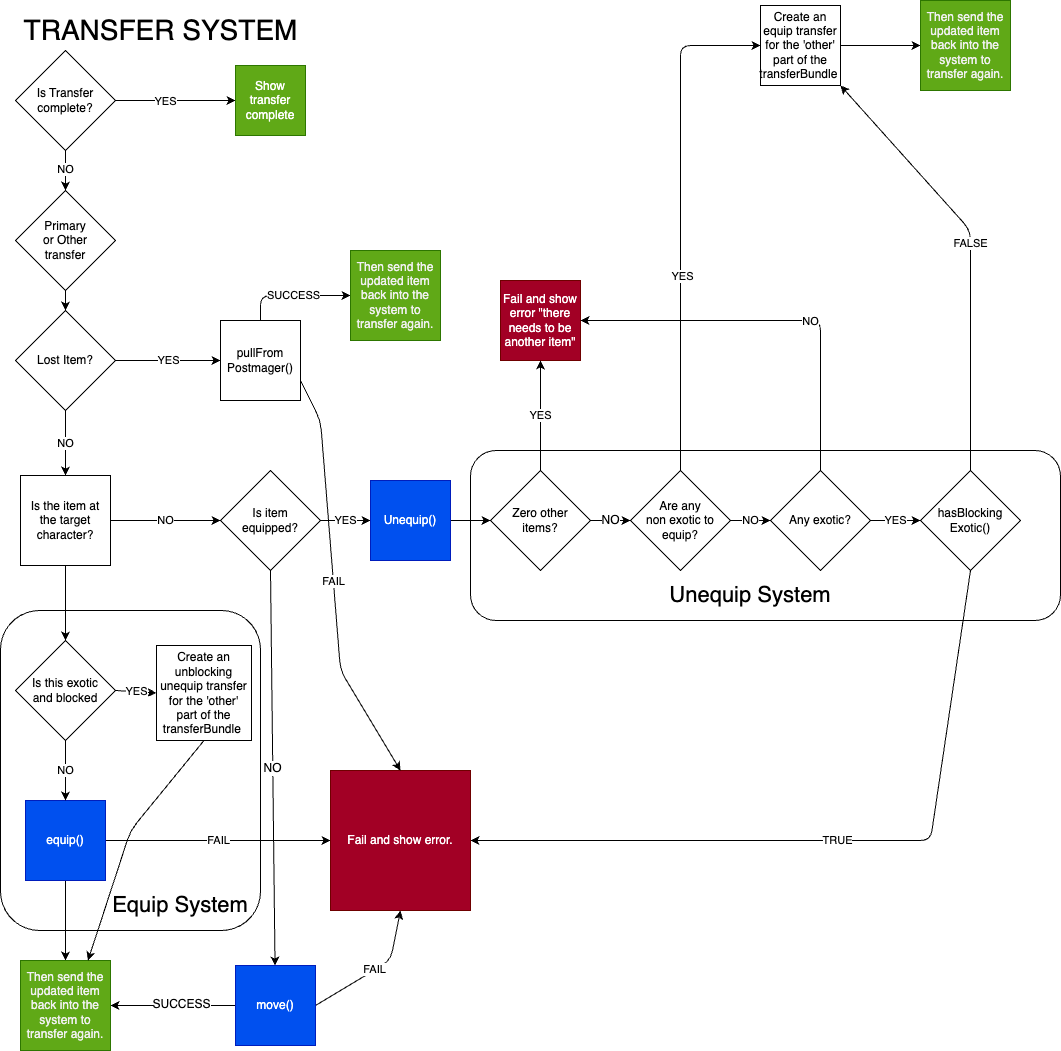 TRANSFER SYSTEM
Is Transfer
complete?
YES
Show
transfer
complete
NO
Primary
or Other
transfer
Lost Item?
YES
pullFrom
Postmager()
SUCCESS
Then send the
updated item
back into the
system to
transfer again.
FAIL
NO
Is the item at
the target
character?
NO
Is item
equipped?
YES
Unequip()
NO
Zero other
items?
YES
Fail and show
error "there
needs to be
another item"
NO
Are any
non exotic to
equip?
YES
Create an
equip transfer
for the 'other'
part of the
transferBundle
Then send the
updated item
back into the
system to
transfer again.
NO
Any exotic?
NO
YES
hasBlocking
Exotic()
FALSE
TRUE
Unequip System
Is this exotic
and blocked
YES
Create an
unblocking
unequip transfer
for the 'other'
part of the
transferBundle
NO
equip()
FAIL
Fail and show error.
Equip System
Then send the
updated item
back into the
system to
transfer again.
SUCCESS
move()
FAIL